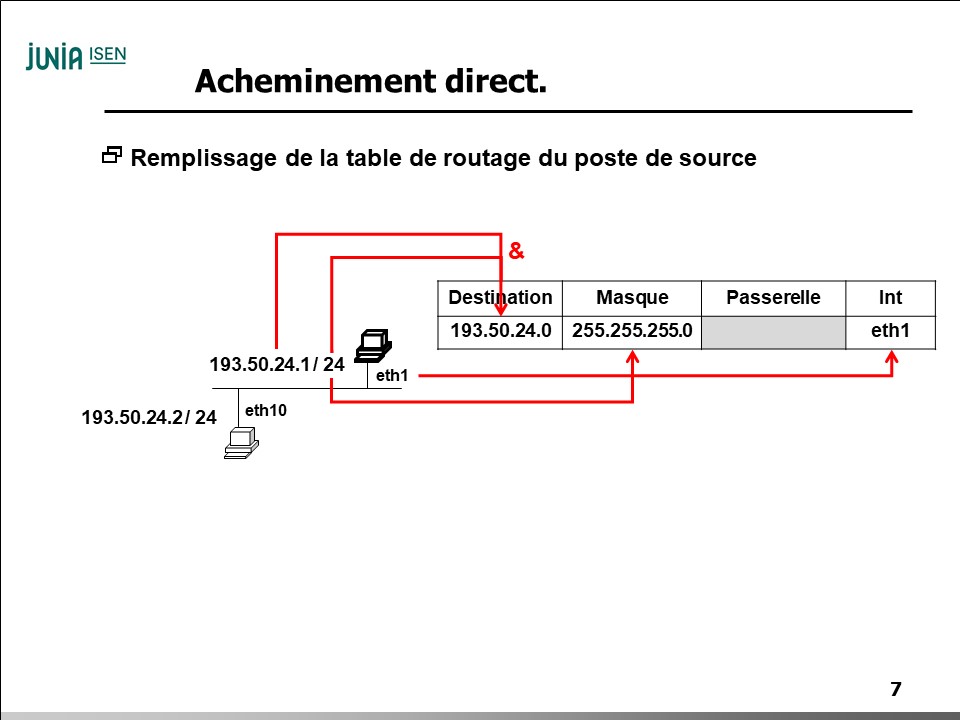 JUNIA ISEN
Acheminement direct.
Remplissage de la table de routage du poste de source
&
Destination Masque Passerelle Int
193.50.24.0 255.255.255.0 eth1
193.50.24.1 / 24
eth1
193.50.24.2 / 24
eth10
7